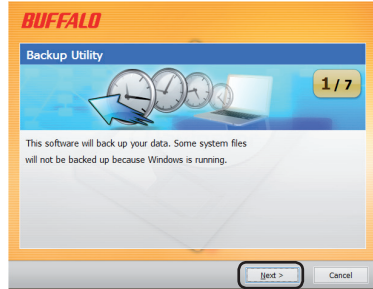 BUFFALO
Backup Utility
1/7
This software will back up your data. Some system files
will not be backed up because Windows is running.
Next >
Cancel